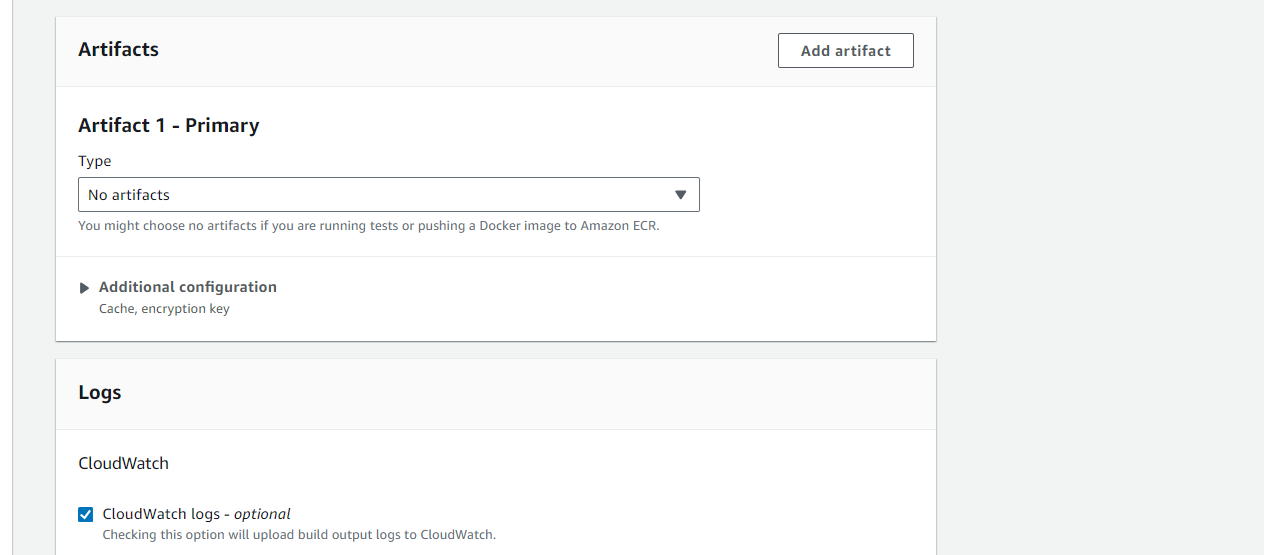 Artifacts
Add artifact
Artifact 1 - Primary
Type
No artifacts
You might choose no artifacts if you are running tests or pushing a Docker image to Amazon ECR.
Additional configuration
Cache, encryption key
Logs
CloudWatch
CloudWatch logs - optional
Checking this option will upload build output logs to CloudWatch.